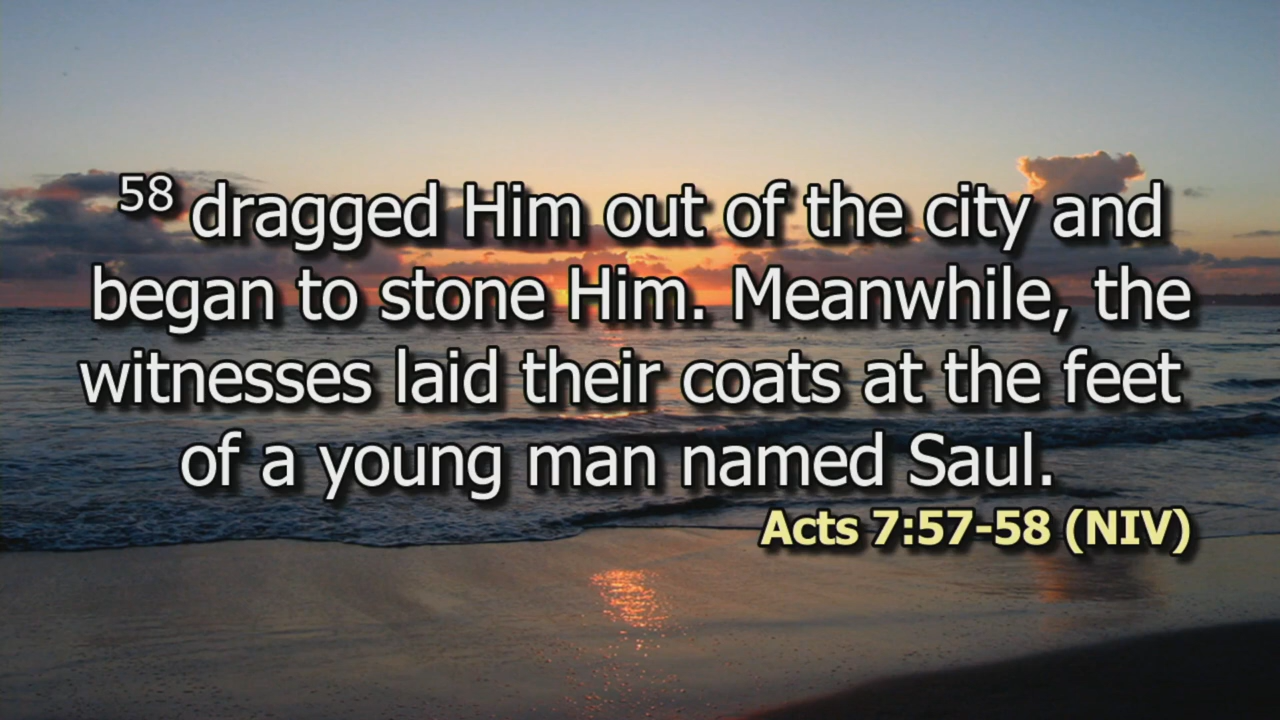 58 dragged Him out of the city and
began to stone Him. Meanwhile, the
witnesses laid their coats at the feet
of a young man named Saul.
Acts 7:57-58 (NIV)